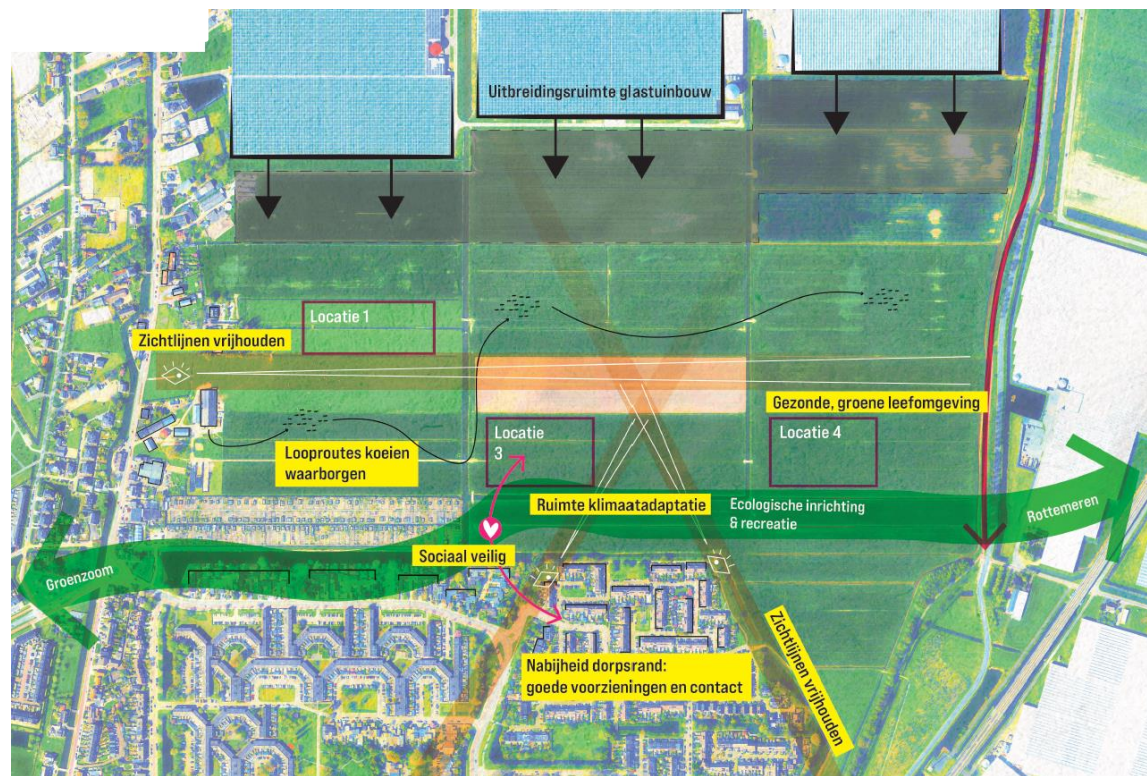 Uitbreidingsruimte glastuinbouw
Locatie 1
Zichtlijnen vrijhouden
Gezonde, groene leefomgeving
Locatie
3
Locatie 4
Looproutes koeien
waarborgen
Ruimte klimaatadaptatie
Ecologische inrichting
& recreatie
Rottemeren
Sociaal veilig
Groenzoom
Nabijheid dorpsrand:
goede voorzieningen en contact
Zichtlijnen vrijhouden